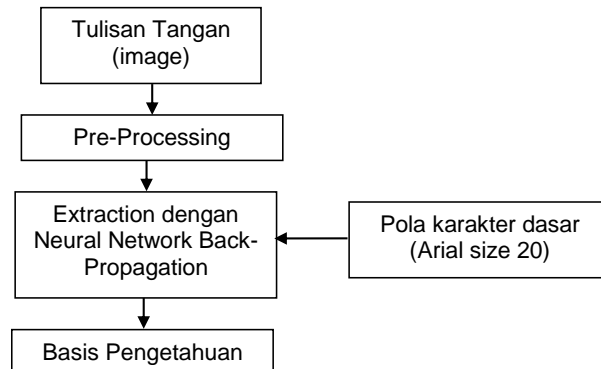 Tulisan Tangan
(image)
Pre-Processing
Extraction dengan
Neural Network Back-
Propagation
Pola karakter dasar
(Arial size 20)
Basis Pengetahuan